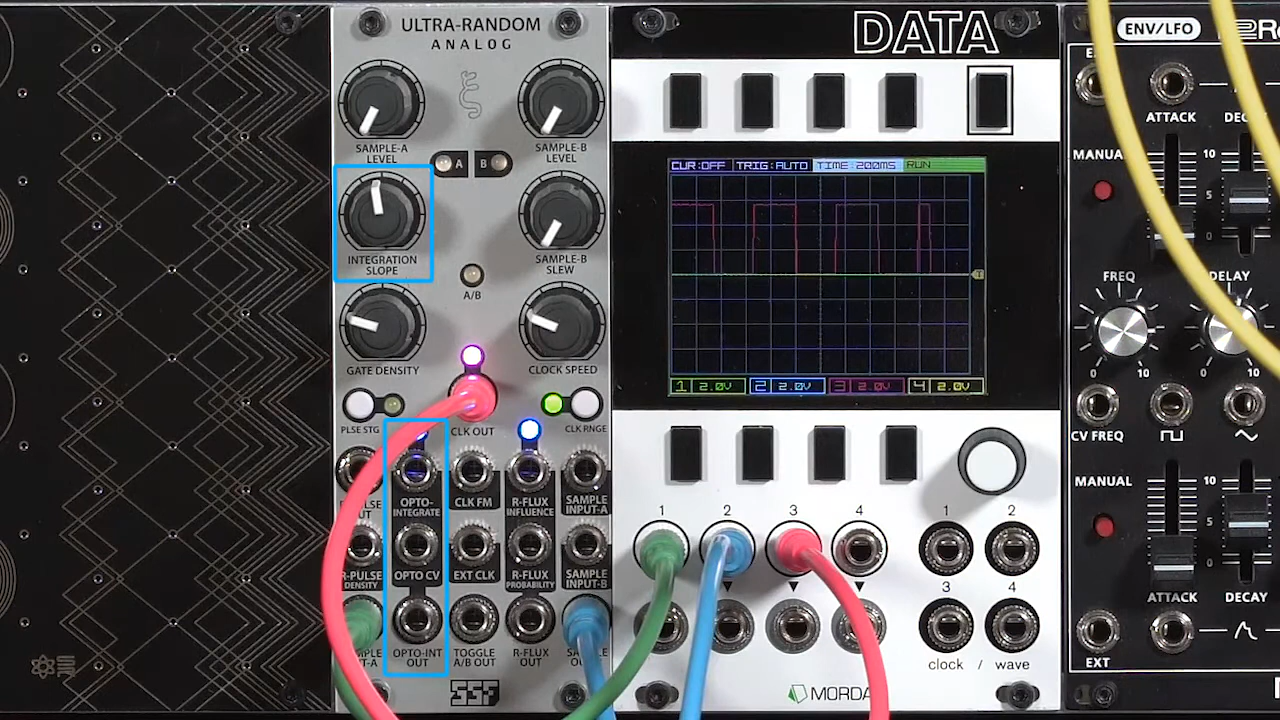 ULTRA-RANDOM
ANALOG
SAMPLE-A
LEVEL
SAMPLE-B
LEVEL
A B
INTEGRATION
SLOPE
SAMPLE-B
SLEW
A/B
GATE DENSITY
CLOCK SPEED
PLSE STG
CLK OUT
CLK RNGE
OPTO-
INTEGRATE
CLK FM
R-FLUX
INFLUENCE
SAMPLE
INPUT-A
R-PULSE
DENSITY
OPTO CV
EXT CLK
R-FLUX
PROBABILITY
SAMPLE
INPUT-B
OPTO-INT
OUT
TOGGLE
A/B OUT
R-FLUX
OUT
SSF
DATA
CUR:OFF TRIG:AUTO TIME:200MS RUN
1 2.0V 2 2.0V 3 2.0V 4 2.0V
1 2 3 4
1 2
3 4
clock / wave
ENV/LFO
ATTACK
MANUAL
10
5
0
FREQ
DELAY
0 10 0 10
CV FREQ
MANUAL
10
5
0
ATTACK DECAY
EXT